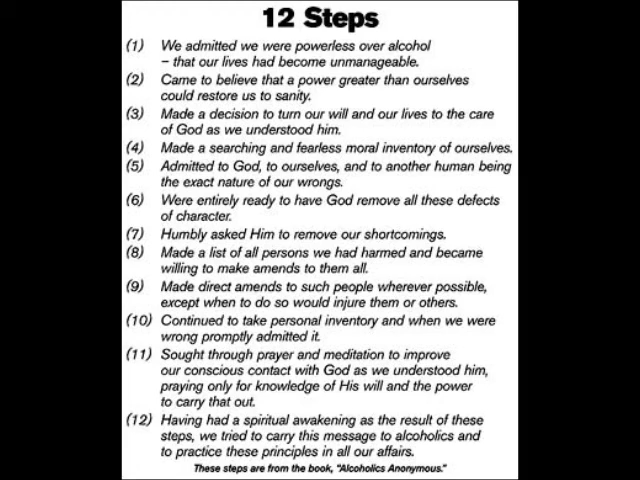 12 Steps
(1) We admitted we were powerless over alcohol
– that our lives had become unmanageable.
(2) Came to believe that a power greater than ourselves
could restore us to sanity.
(3) Made a decision to turn our will and our lives to the care
of God as we understood him.
(4) Made a searching and fearless moral inventory of ourselves.
(5) Admitted to God, to ourselves, and to another human being
the exact nature of our wrongs.
(6) Were entirely ready to have God remove all these defects
of character.
(7) Humbly asked Him to remove our shortcomings.
(8) Made a list of all persons we had harmed and became
willing to make amends to them all.
(9) Made direct amends to such people wherever possible,
except when to do so would injure them or others.
(10) Continued to take personal inventory and when we were
wrong promptly admitted it.
(11) Sought through prayer and meditation to improve
our conscious contact with God as we understood him,
praying only for knowledge of His will and the power
to carry that out.
(12) Having had a spiritual awakening as the result of these
steps, we tried to carry this message to alcoholics and
to practice these principles in all our affairs.
These steps are from the book, "Alcoholics Anonymous."